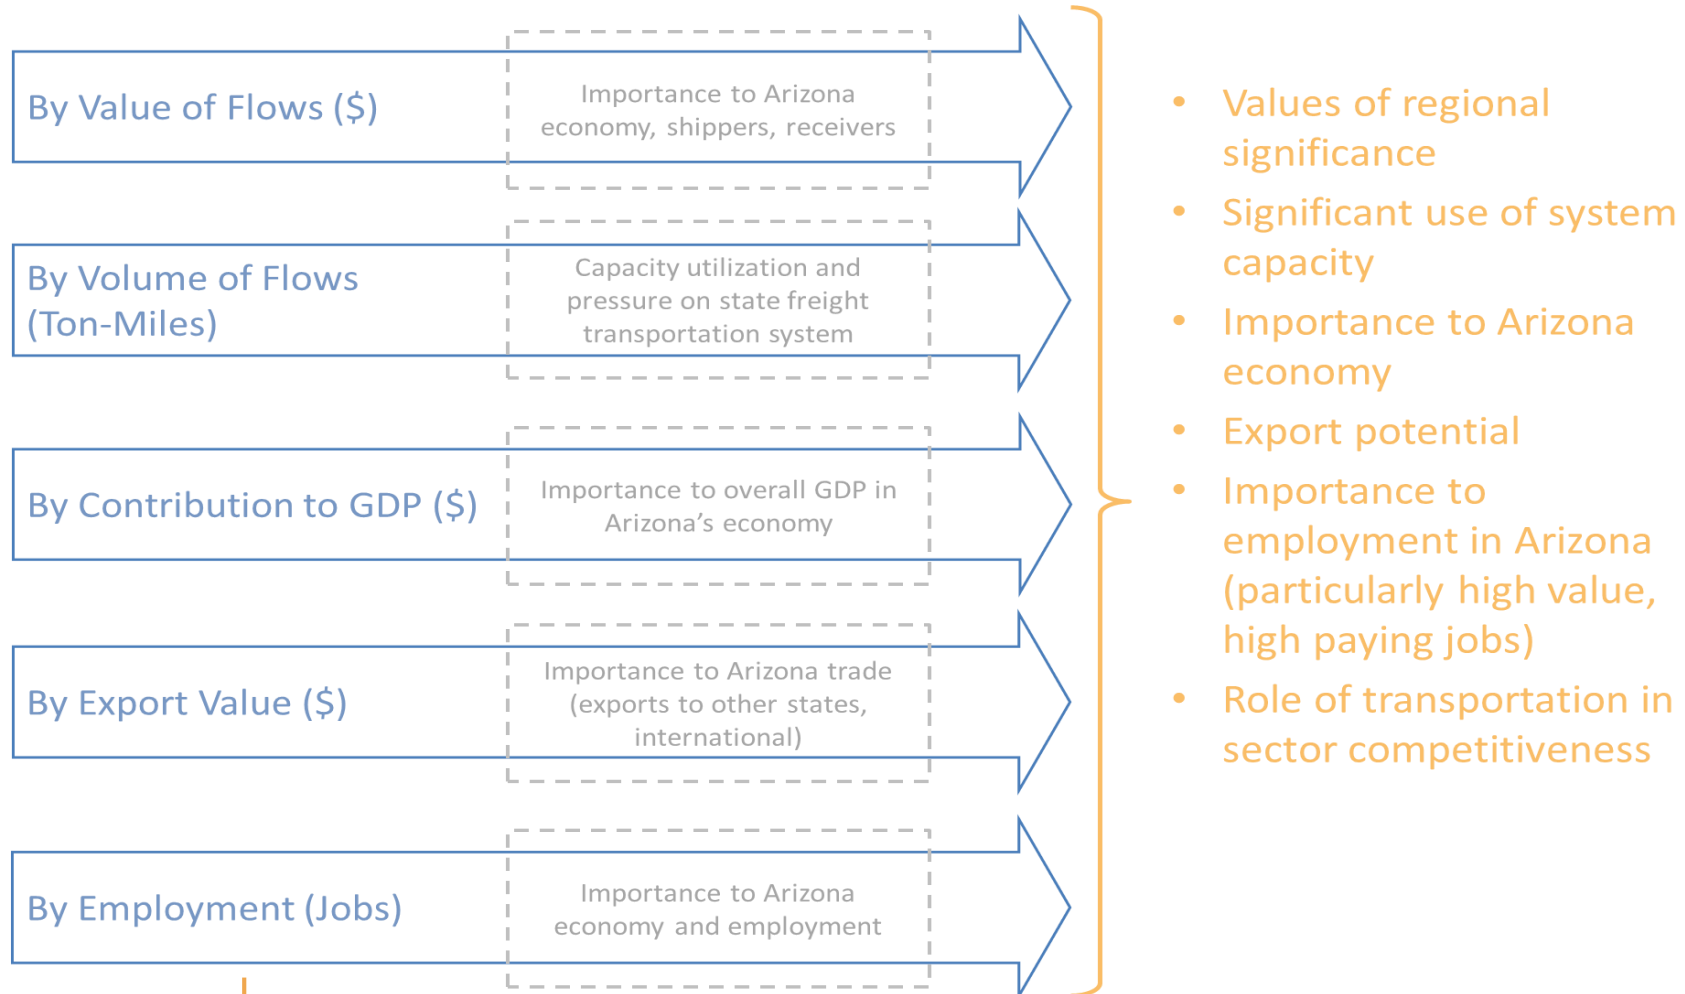 By Value of Flows ($)
Importance to Arizona
economy, shippers, receivers
By Volume of Flows
(Ton-Miles)
Capacity utilization and
pressure on state freight
transportation system
By Contribution to GDP ($)
Importance to overall GDP in
Arizona’s economy
By Export Value ($)
Importance to Arizona trade
(exports to other states,
international)
By Employment (Jobs)
Importance to Arizona
economy and employment
• Values of regional
significance
• Significant use of system
capacity
• Importance to Arizona
economy
• Export potential
• Importance to
employment in Arizona
(particularly high value,
high paying jobs)
• Role of transportation in
sector competitiveness